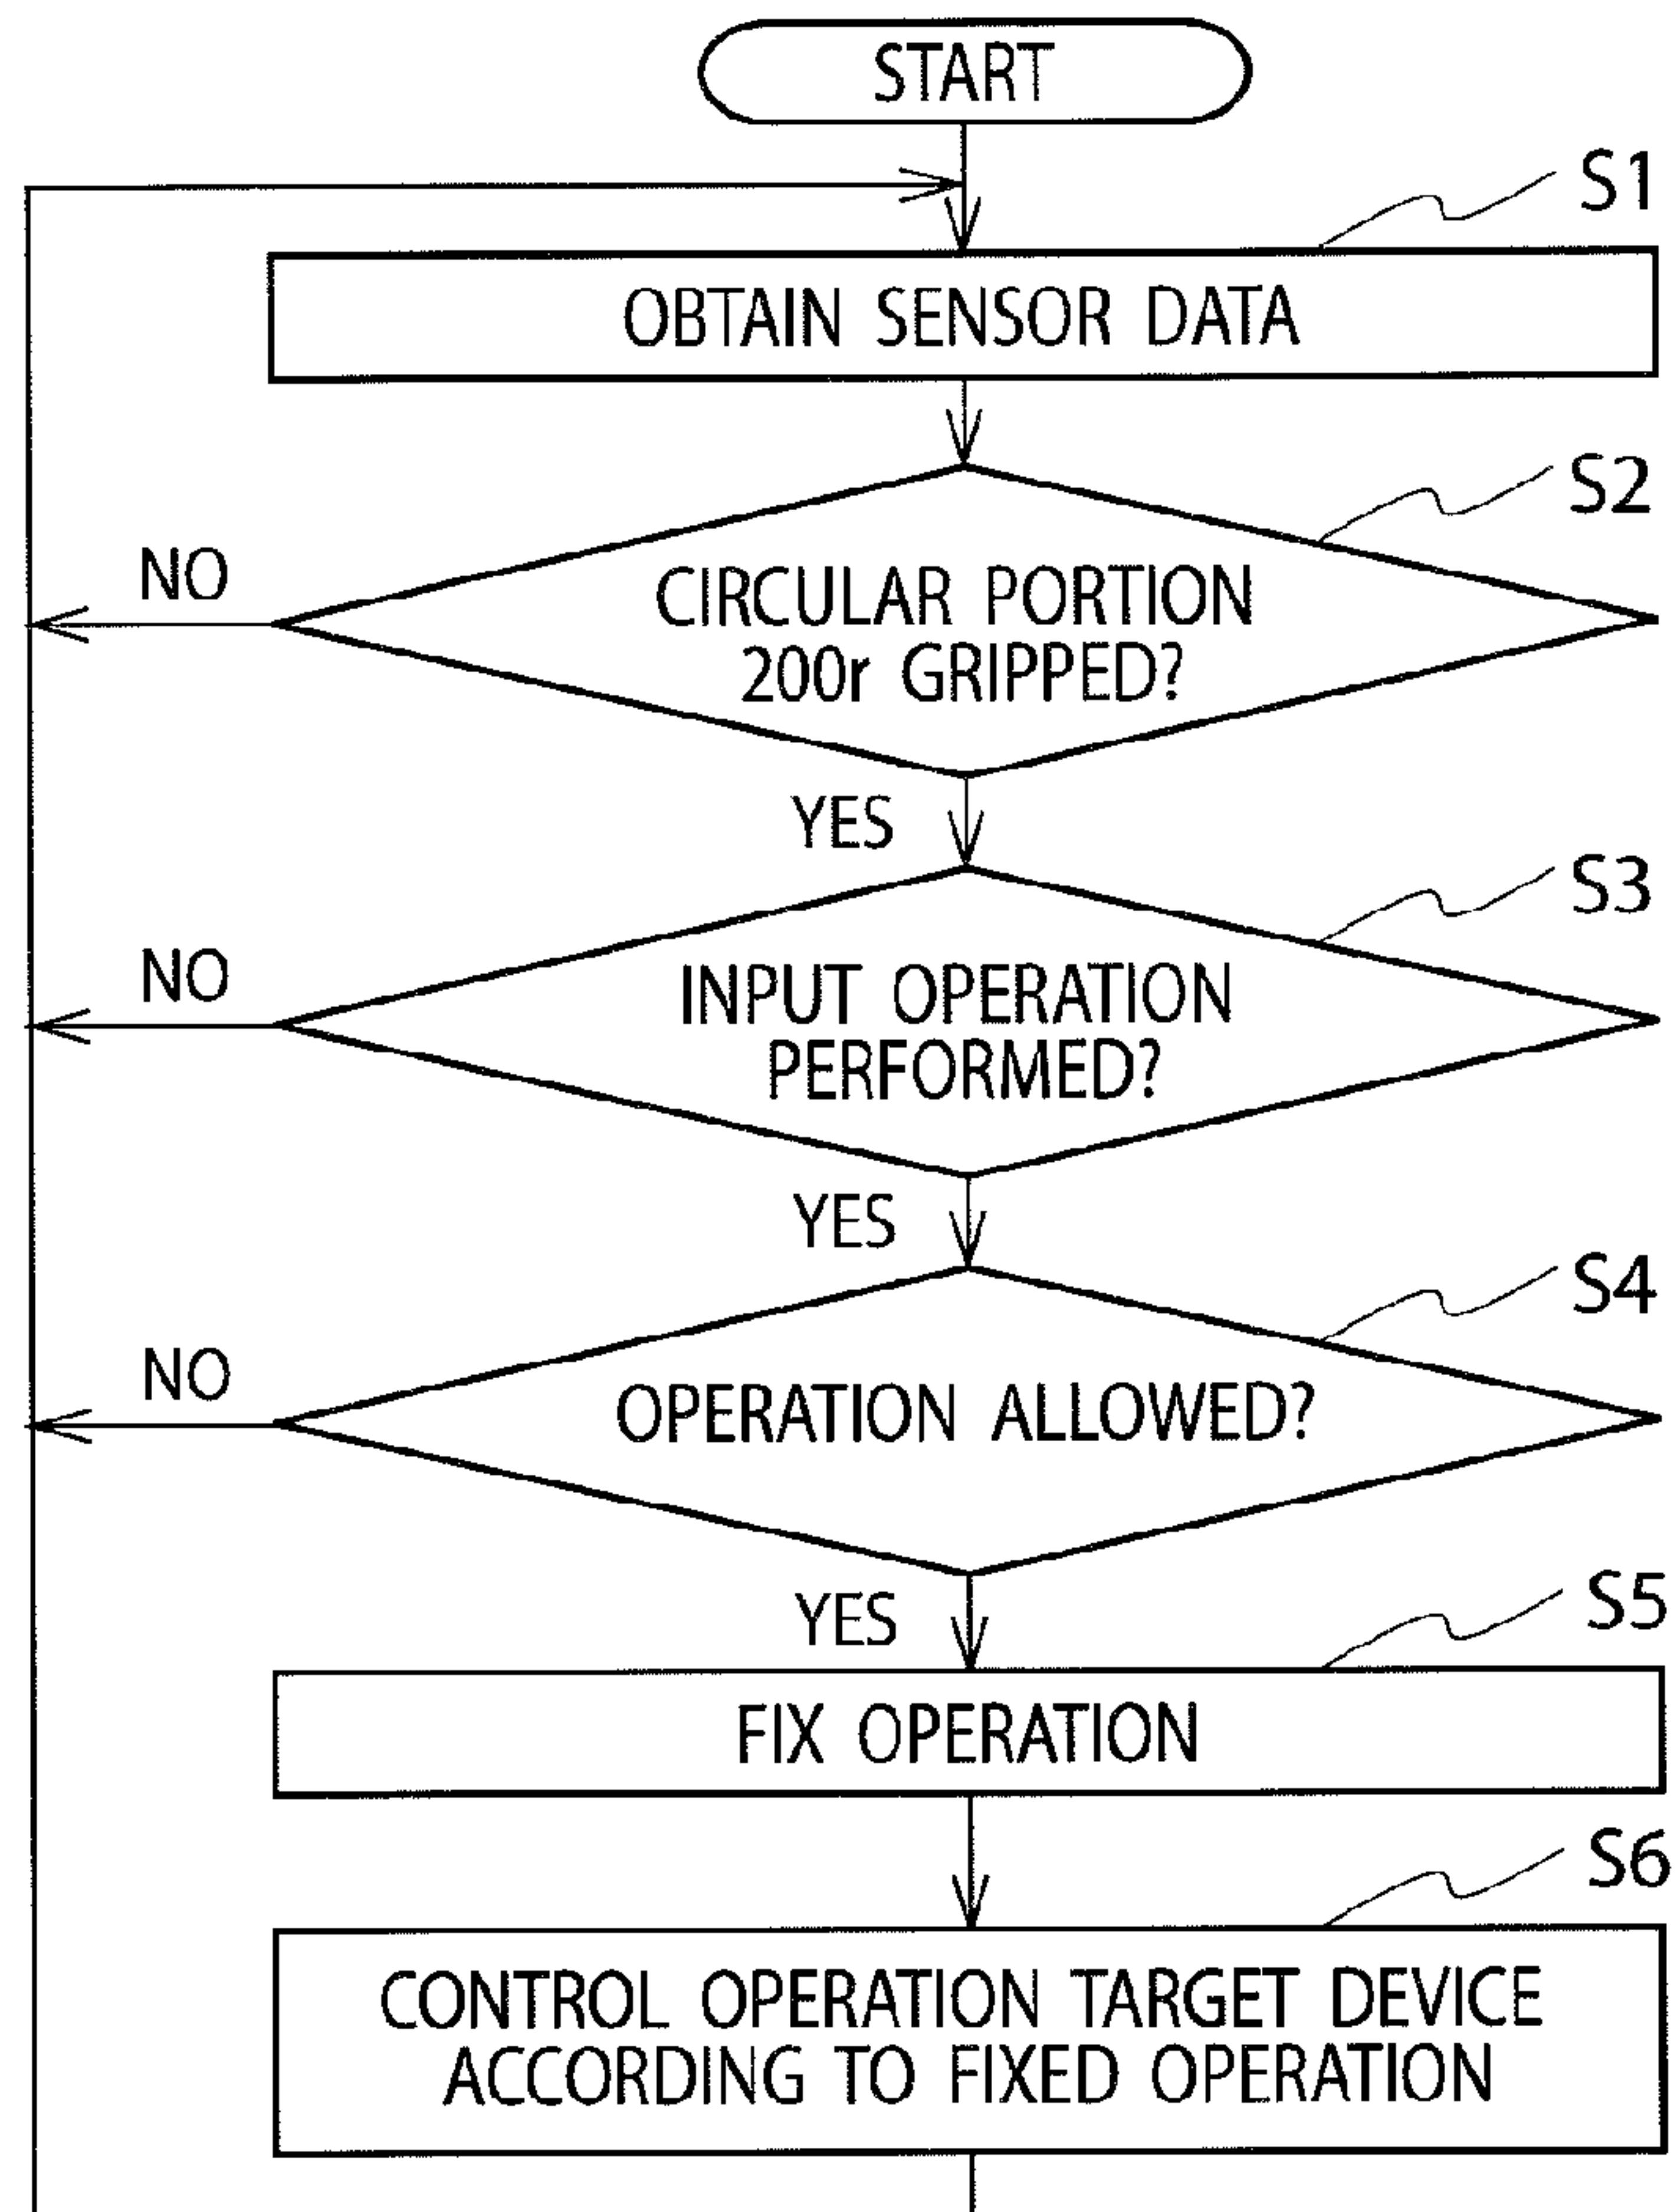 START
S1
OBTAIN SENSOR DATA
S2
NO
CIRCULAR PORTION
200r GRIPPED?
YES
S3
NO
INPUT OPERATION
PERFORMED?
YES
S4
NO
OPERATION ALLOWED?
YES
S5
FIX OPERATION
S6
CONTROL OPERATION TARGET DEVICE
ACCORDING TO FIXED OPERATION